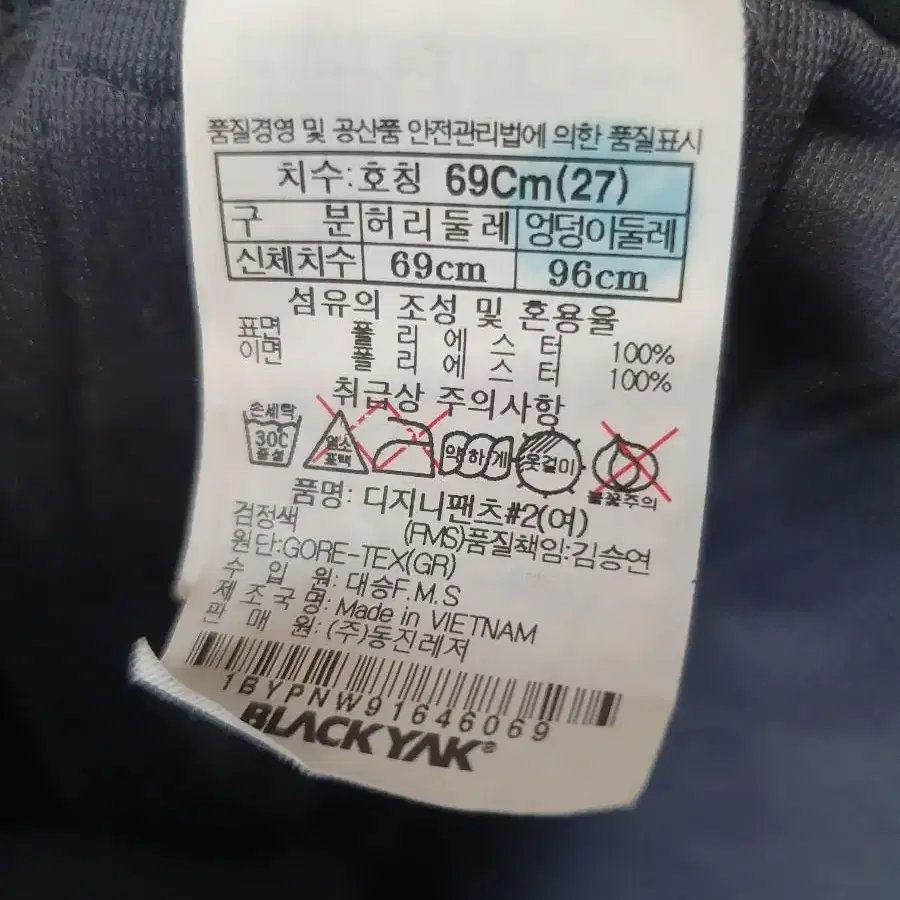 품질경영 및 공산품 안전관리법에 의한 품질표시
치수:호칭 69Cm(27)
구 분 허리둘레 엉덩이둘레
신체치수 69cm 96cm
섬유의 조성 및 혼용율
표면 폴리에스터 100%
이면 폴리에스터 100%
취급상 주의사항
손세탁
30C
중성
염소
표백
약하게
옷걸이
불꽃주의
품명: 디지니팬츠#2(여)
검정색 (FMS)품질책임:김승연
원단:GORE-TEX(GR)
수 입 원: 대승F.M.S
제 조 국 명: Made in VIETNAM
판 매 원: (주)동진레저
1BYPNW91646069
BLACKYAK®